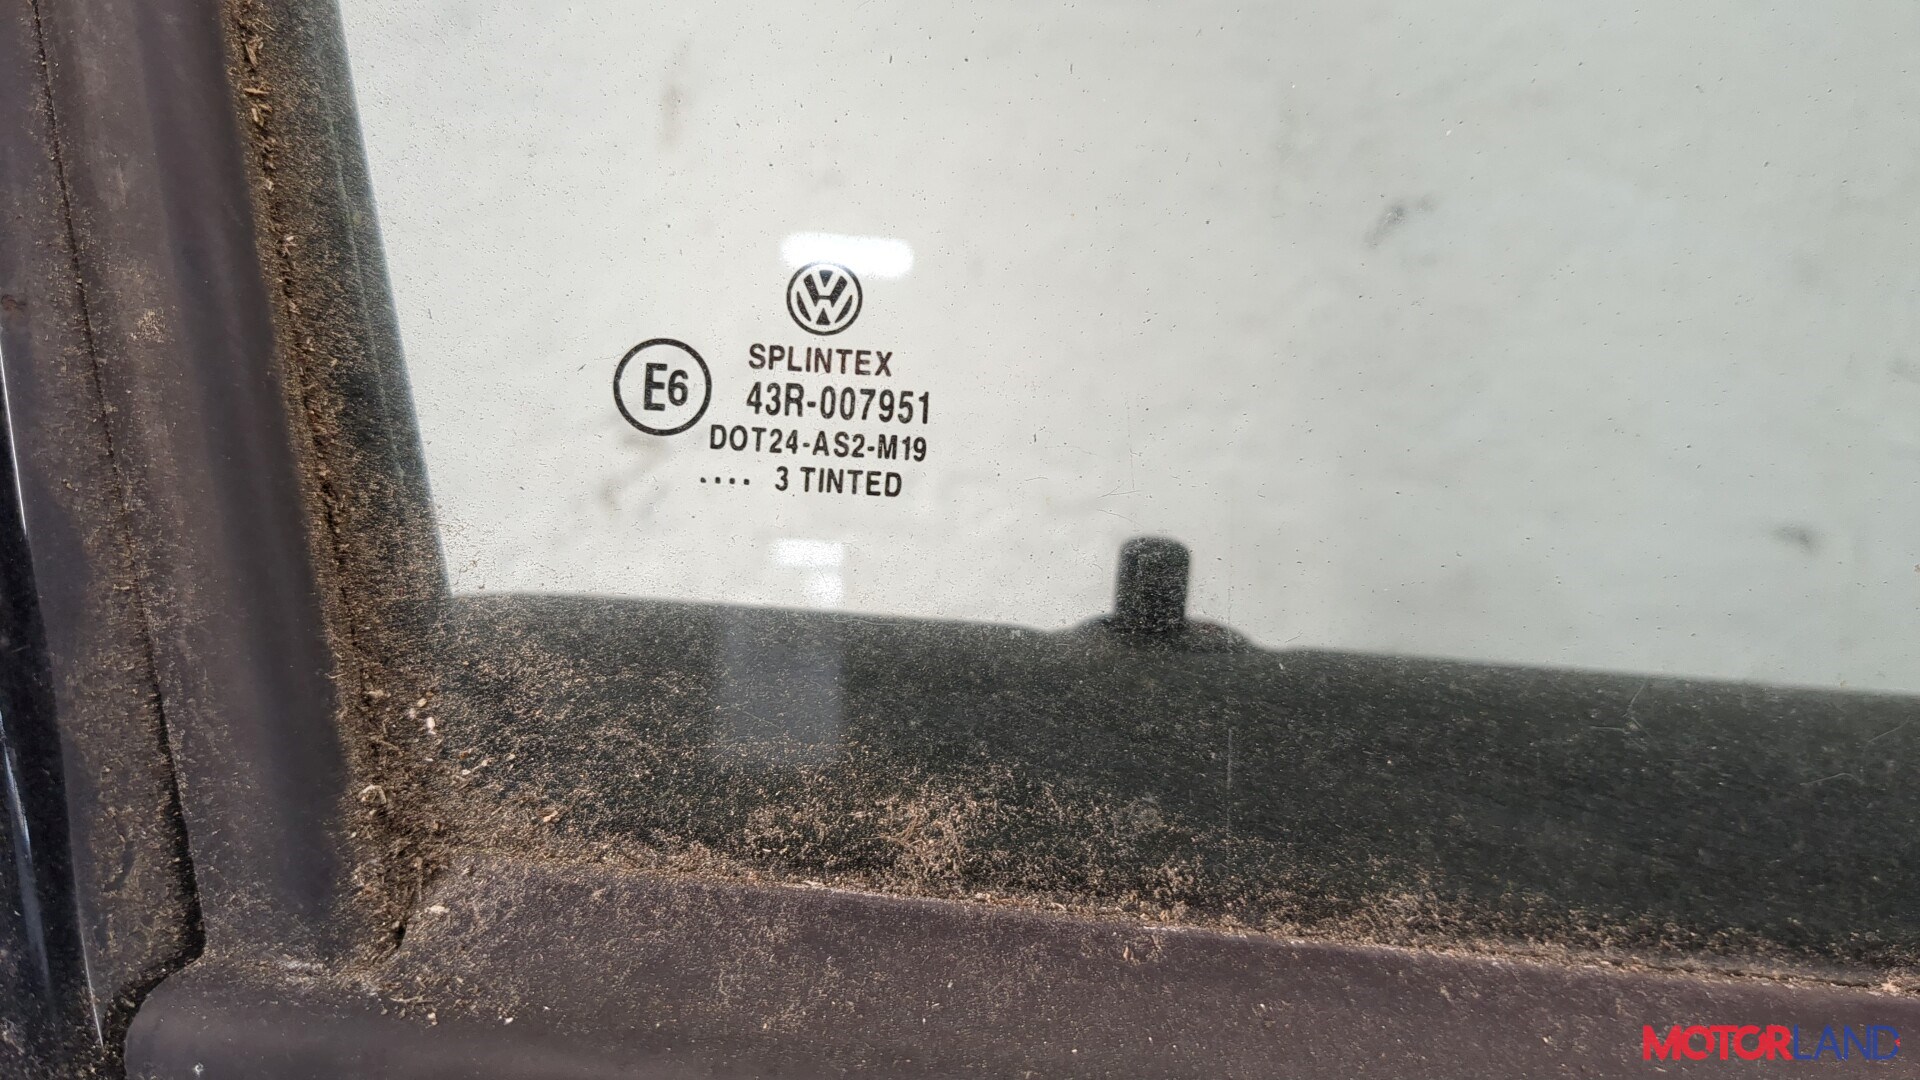 SPLINTEX
E6
43R-007951
DOT24-AS2-M19
.... 3 TINTED
MOTORLAND